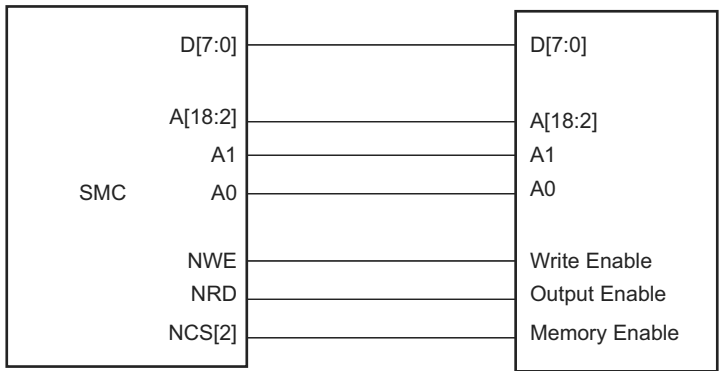 D[7:0] D[7:0]
A[18:2] A[18:2]
A1 A1
SMC A0 A0
NWE Write Enable
NRD Output Enable
NCS[2] Memory Enable